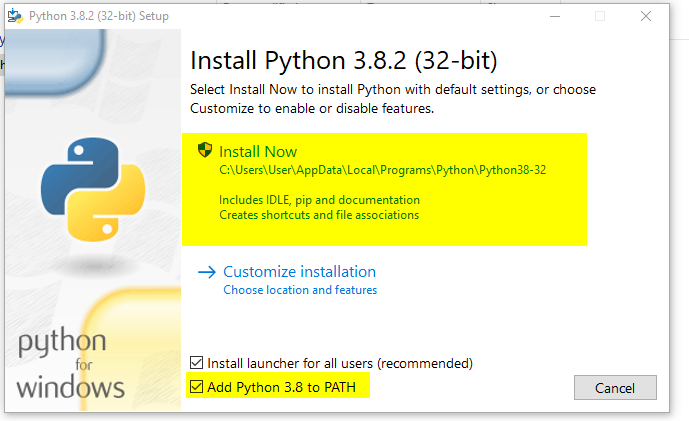 Python 3.8.2 (32-bit) Setup
Install Python 3.8.2 (32-bit)
Select Install Now to install Python with default settings, or choose
Customize to enable or disable features.
Install Now
C:\Users\User\AppData\Local\Programs\Python\Python38-32
Includes IDLE, pip and documentation
Creates shortcuts and file associations
Customize installation
Choose location and features
python
for
windows
Install launcher for all users (recommended)
Add Python 3.8 to PATH
Cancel